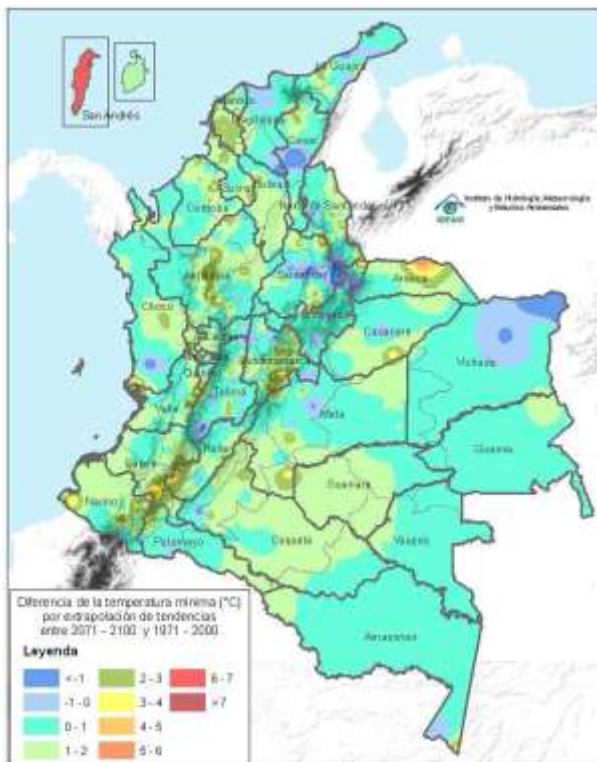 San Andrés
La Guajira
Cesar
Sucre
Córdoba
Norte de Santander
Instituto de Hidrología, Meteorología
y Estudios Ambientales
IDEAM
Antioquia
Santander
Arauca
Chocó
Casanare
Vichada
Tolima
Meta
Valle
Huila
Guainía
Cauca
Guaviare
Nariño
Putumayo
Caquetá
Vaupés
Amazonas
Diferencia de la temperatura mínima (°C)
por extrapolación de tendencias
entre 2071 - 2100 y 1971 - 2000
Leyenda
<-1 2 - 3 6 - 7
-1 - 0 3 - 4 >7
0 - 1 4 - 5
1 - 2 5 - 6